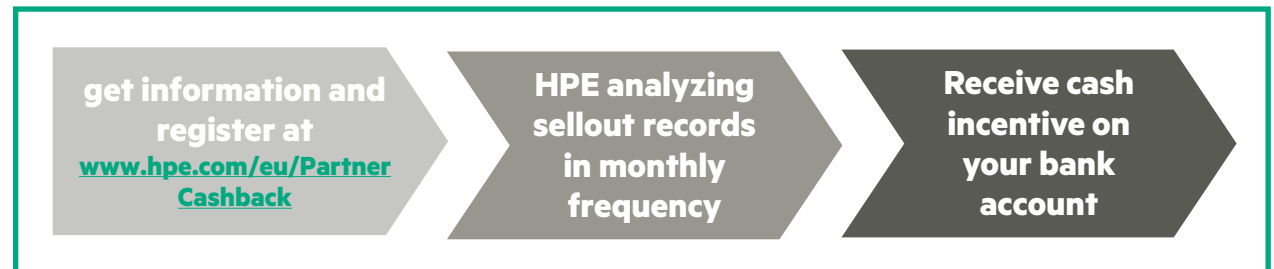 get information and
register at
www.hpe.com/eu/Partner
Cashback
HPE analyzing
sellout records
in monthly
frequency
Receive cash
incentive on
your bank
account